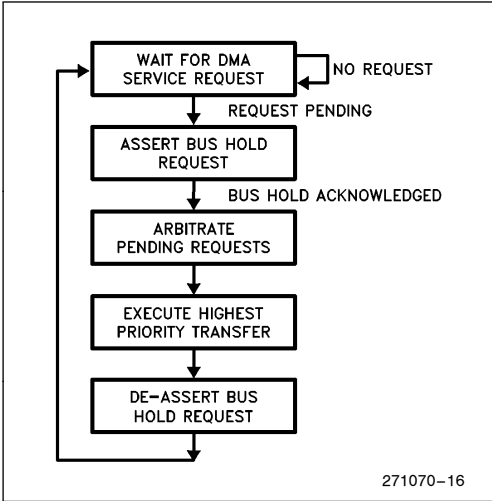 WAIT FOR DMA
SERVICE REQUEST
NO REQUEST
REQUEST PENDING
ASSERT BUS HOLD
REQUEST
BUS HOLD ACKNOWLEDGED
ARBITRATE
PENDING REQUESTS
EXECUTE HIGHEST
PRIORITY TRANSFER
DE-ASSERT BUS
HOLD REQUEST
271070-16